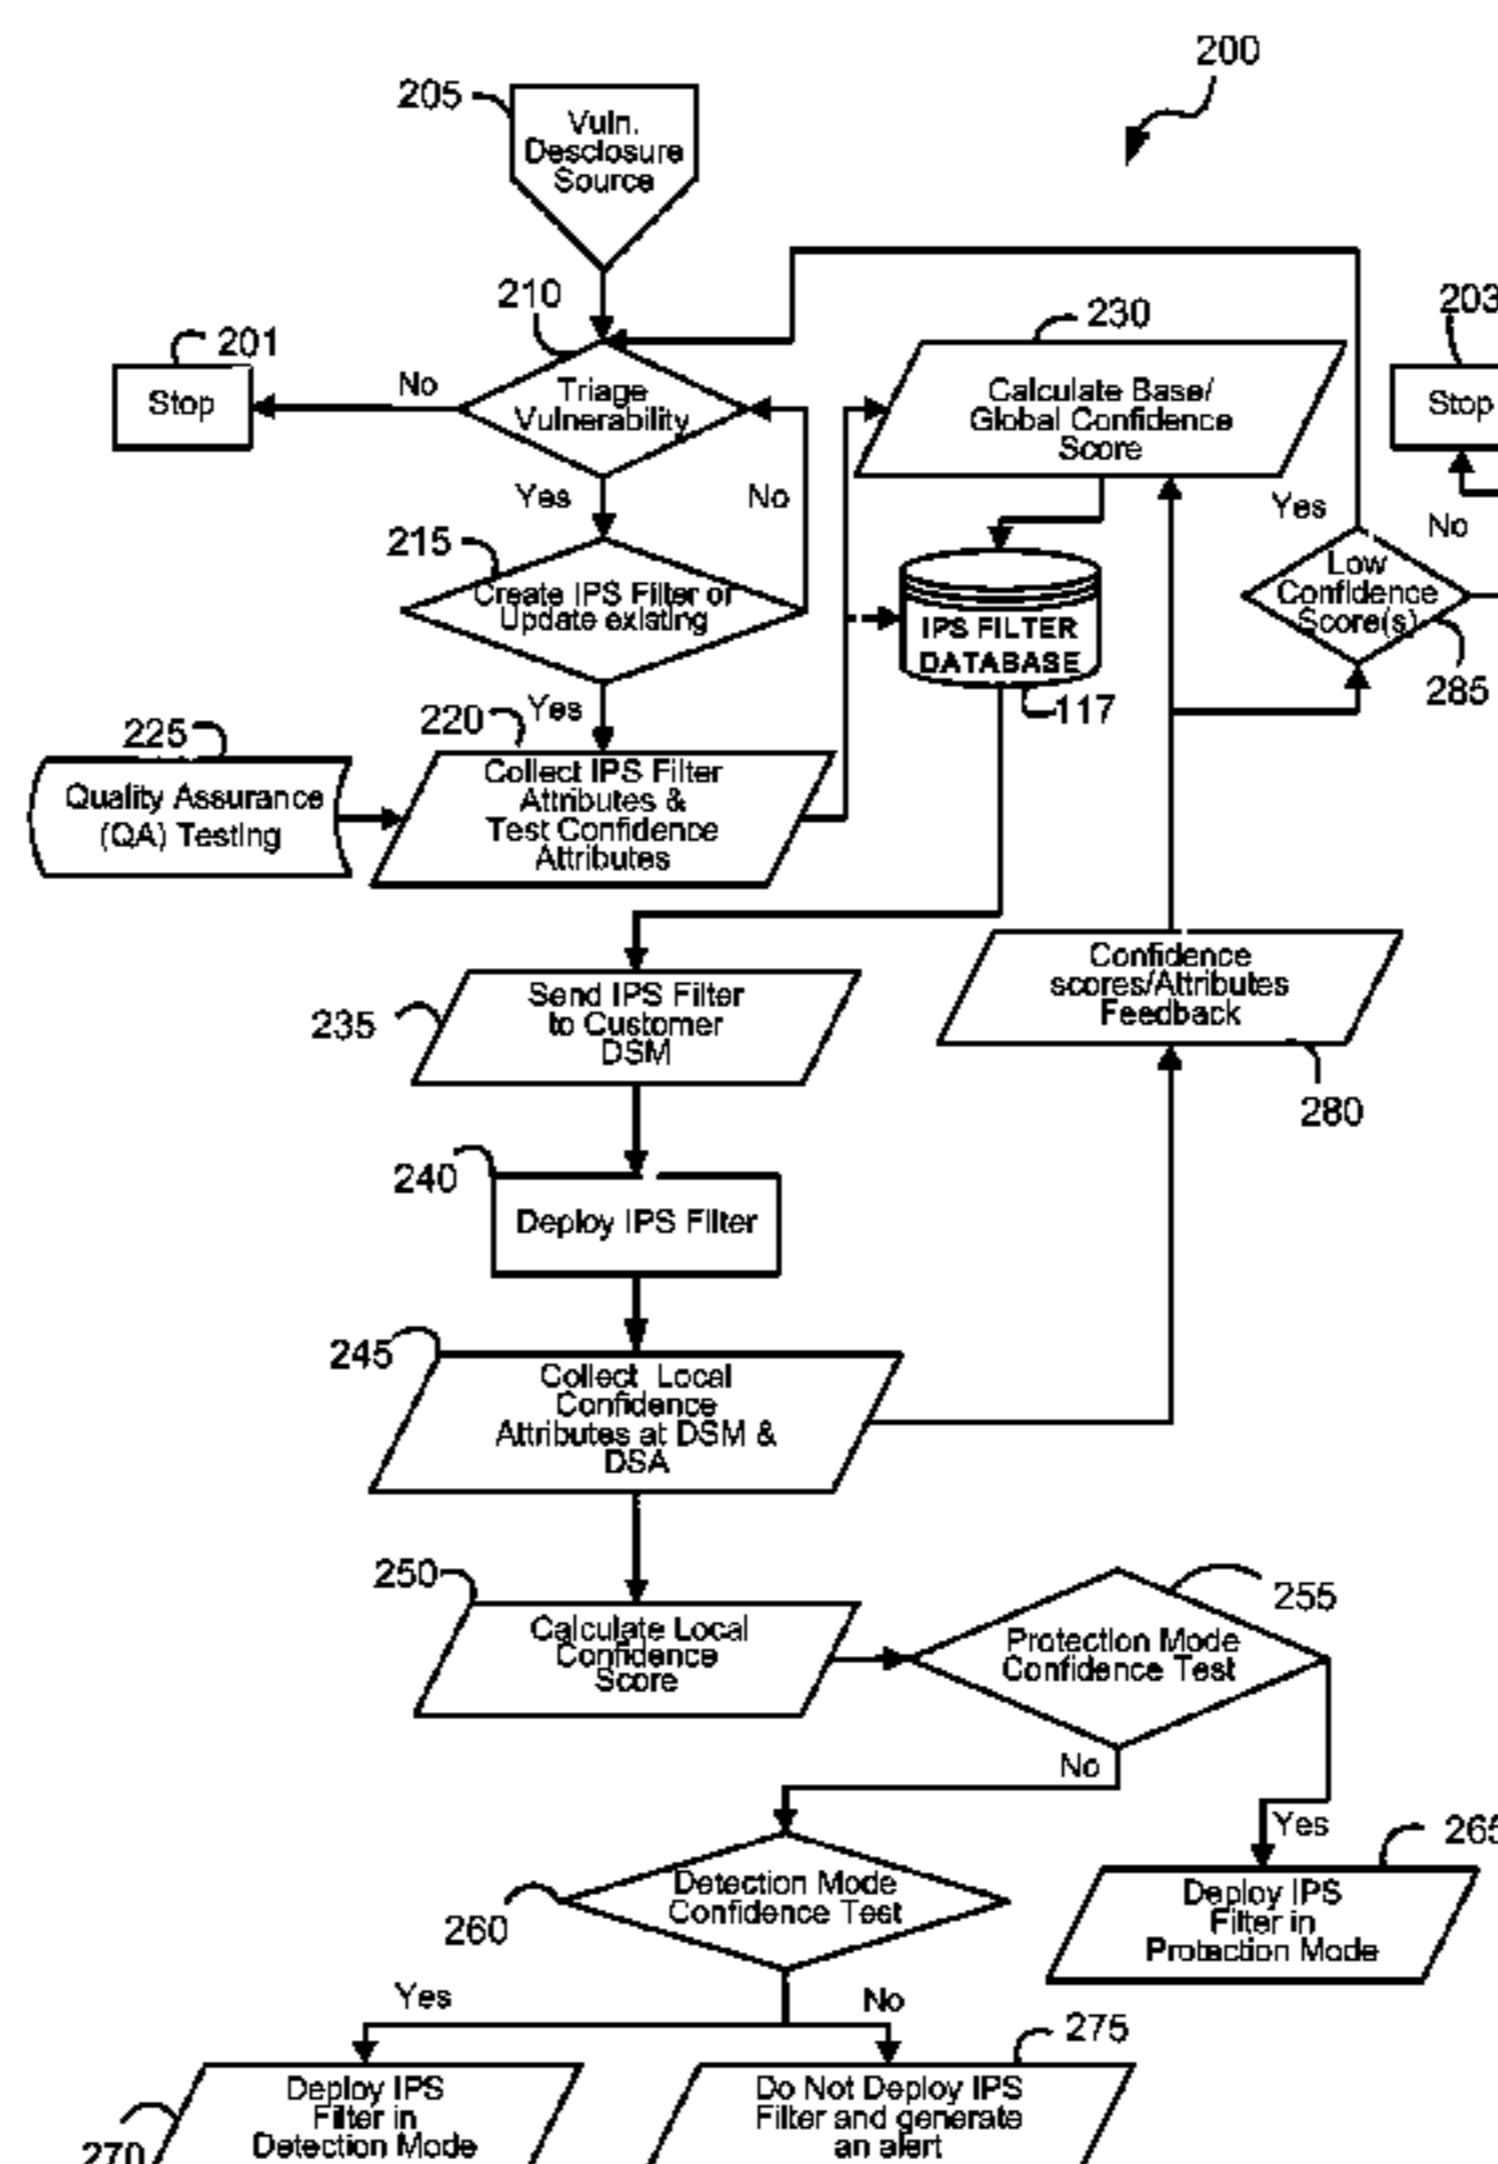 200
205
Vuln.
Desclosure
Source
210
230
203
201
Stop
No
Triage
Vulnerability
Calculate Base/
Global Confidence
Score
Stop
Yes
No
Yes
No
215
Create IPS Filter or
Update existing
IPS FILTER
DATABASE
117
Low
Confidence
Score(s)
285
Yes
220
225
Quality Assurance
(QA) Testing
Collect IPS Filter
Attributes &
Test Confidence
Attributes
Confidence
scores/Attributes
Feedback
280
235
Send IPS Filter
to Customer
DSM
240
Deploy IPS Filter
245
Collect Local
Confidence
Attributes at DSM &
DSA
250
Calculate Local
Confidence
Score
255
Protection Mode
Confidence Test
No
Yes
265
260
Detection Mode
Confidence Test
Deploy IPS
Filter in
Protection Mode
Yes
No
275
270
Deploy IPS
Filter in
Detection Mode
Do Not Deploy IPS
Filter and generate
an alert